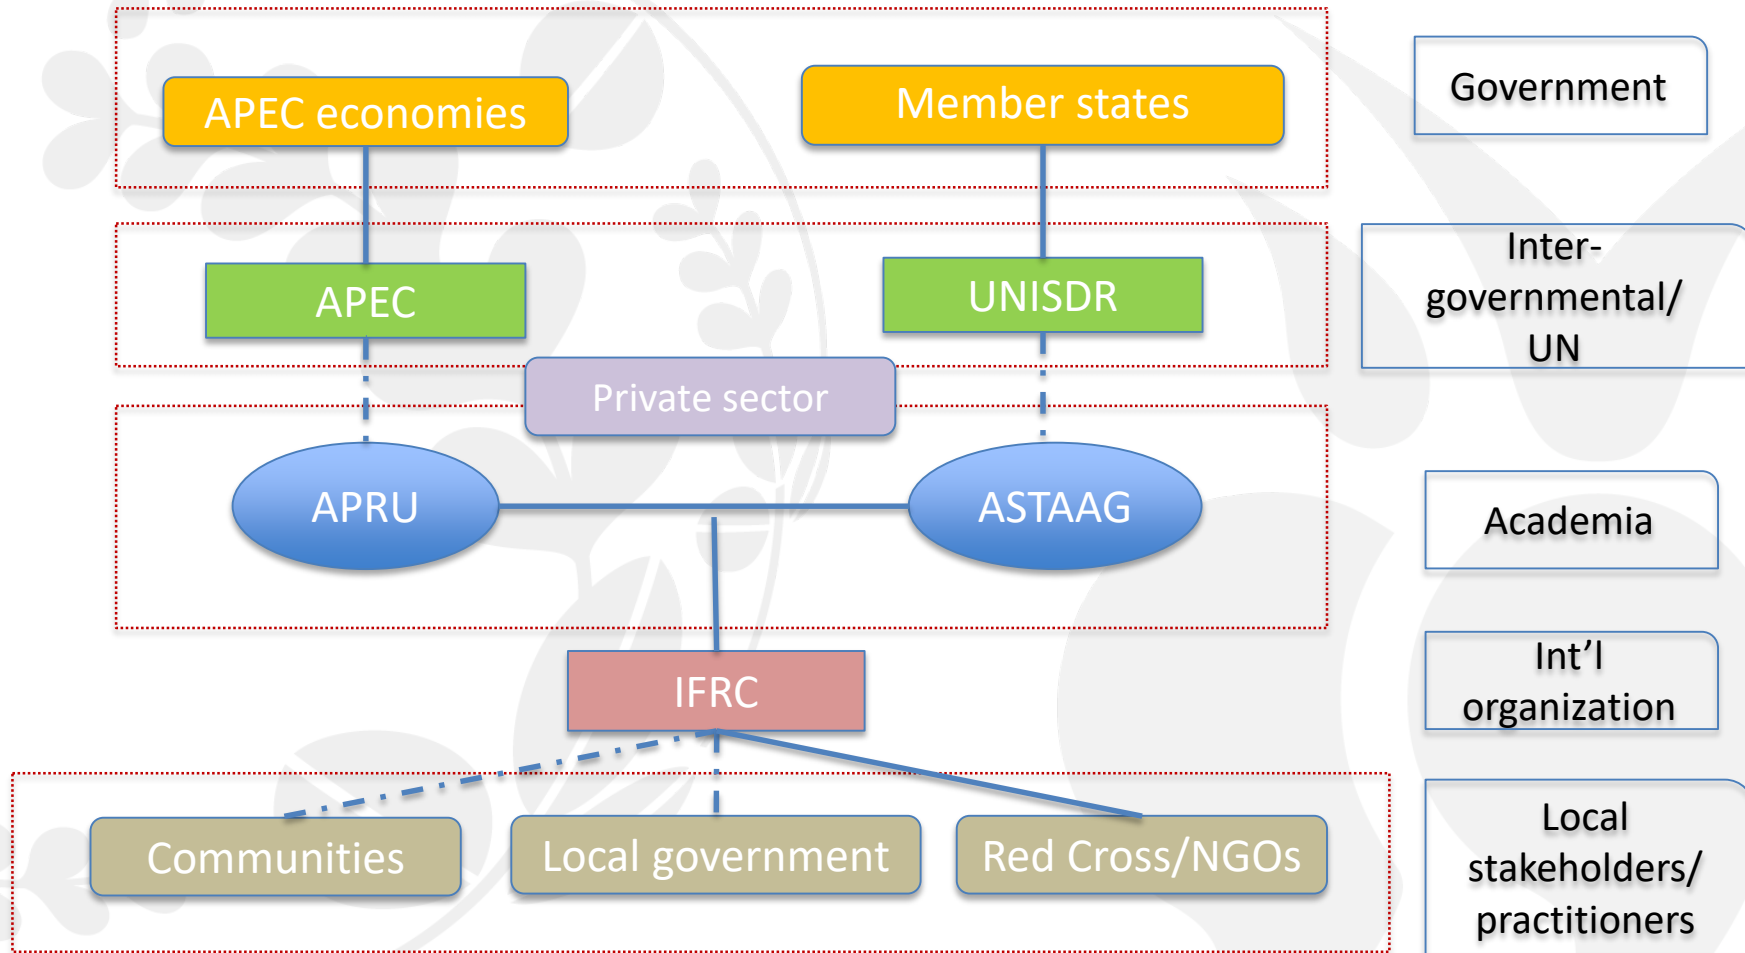 APEC economies
Member states
Government
APEC
UNISDR
Inter-
governmental/
UN
Private sector
APRU
ASTAAG
Academia
IFRC
Int’l
organization
Communities
Local government
Red Cross/NGOs
Local
stakeholders/
practitioners